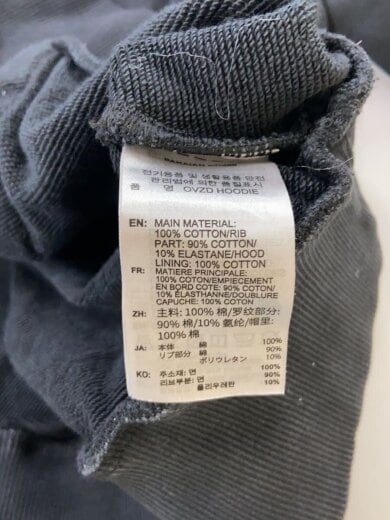 전기용품 및 생활용품 안전
관리법에 의한 품질표시
품 명 OVZD HOODIE
EN: MAIN MATERIAL:
100% COTTON/RIB
PART: 90% COTTON/
10% ELASTANE/HOOD
LINING: 100% COTTON
FR: MATIERE PRINCIPALE:
100% COTON/EMPIECEMENT
EN BORD COTE: 90% COTON/
10% ELASTHANNE/DOUBLURE
CAPUCHE: 100% COTON
ZH: 主料: 100% 棉/罗纹部分:
90% 棉/10% 氨纶/帽里:
100% 棉
JA: 本体 綿 100%
リブ部分 綿 90%
ポリウレタン 10%
KO: 주소재: 면 100%
리브부분: 면 90%
폴리우레탄 10%